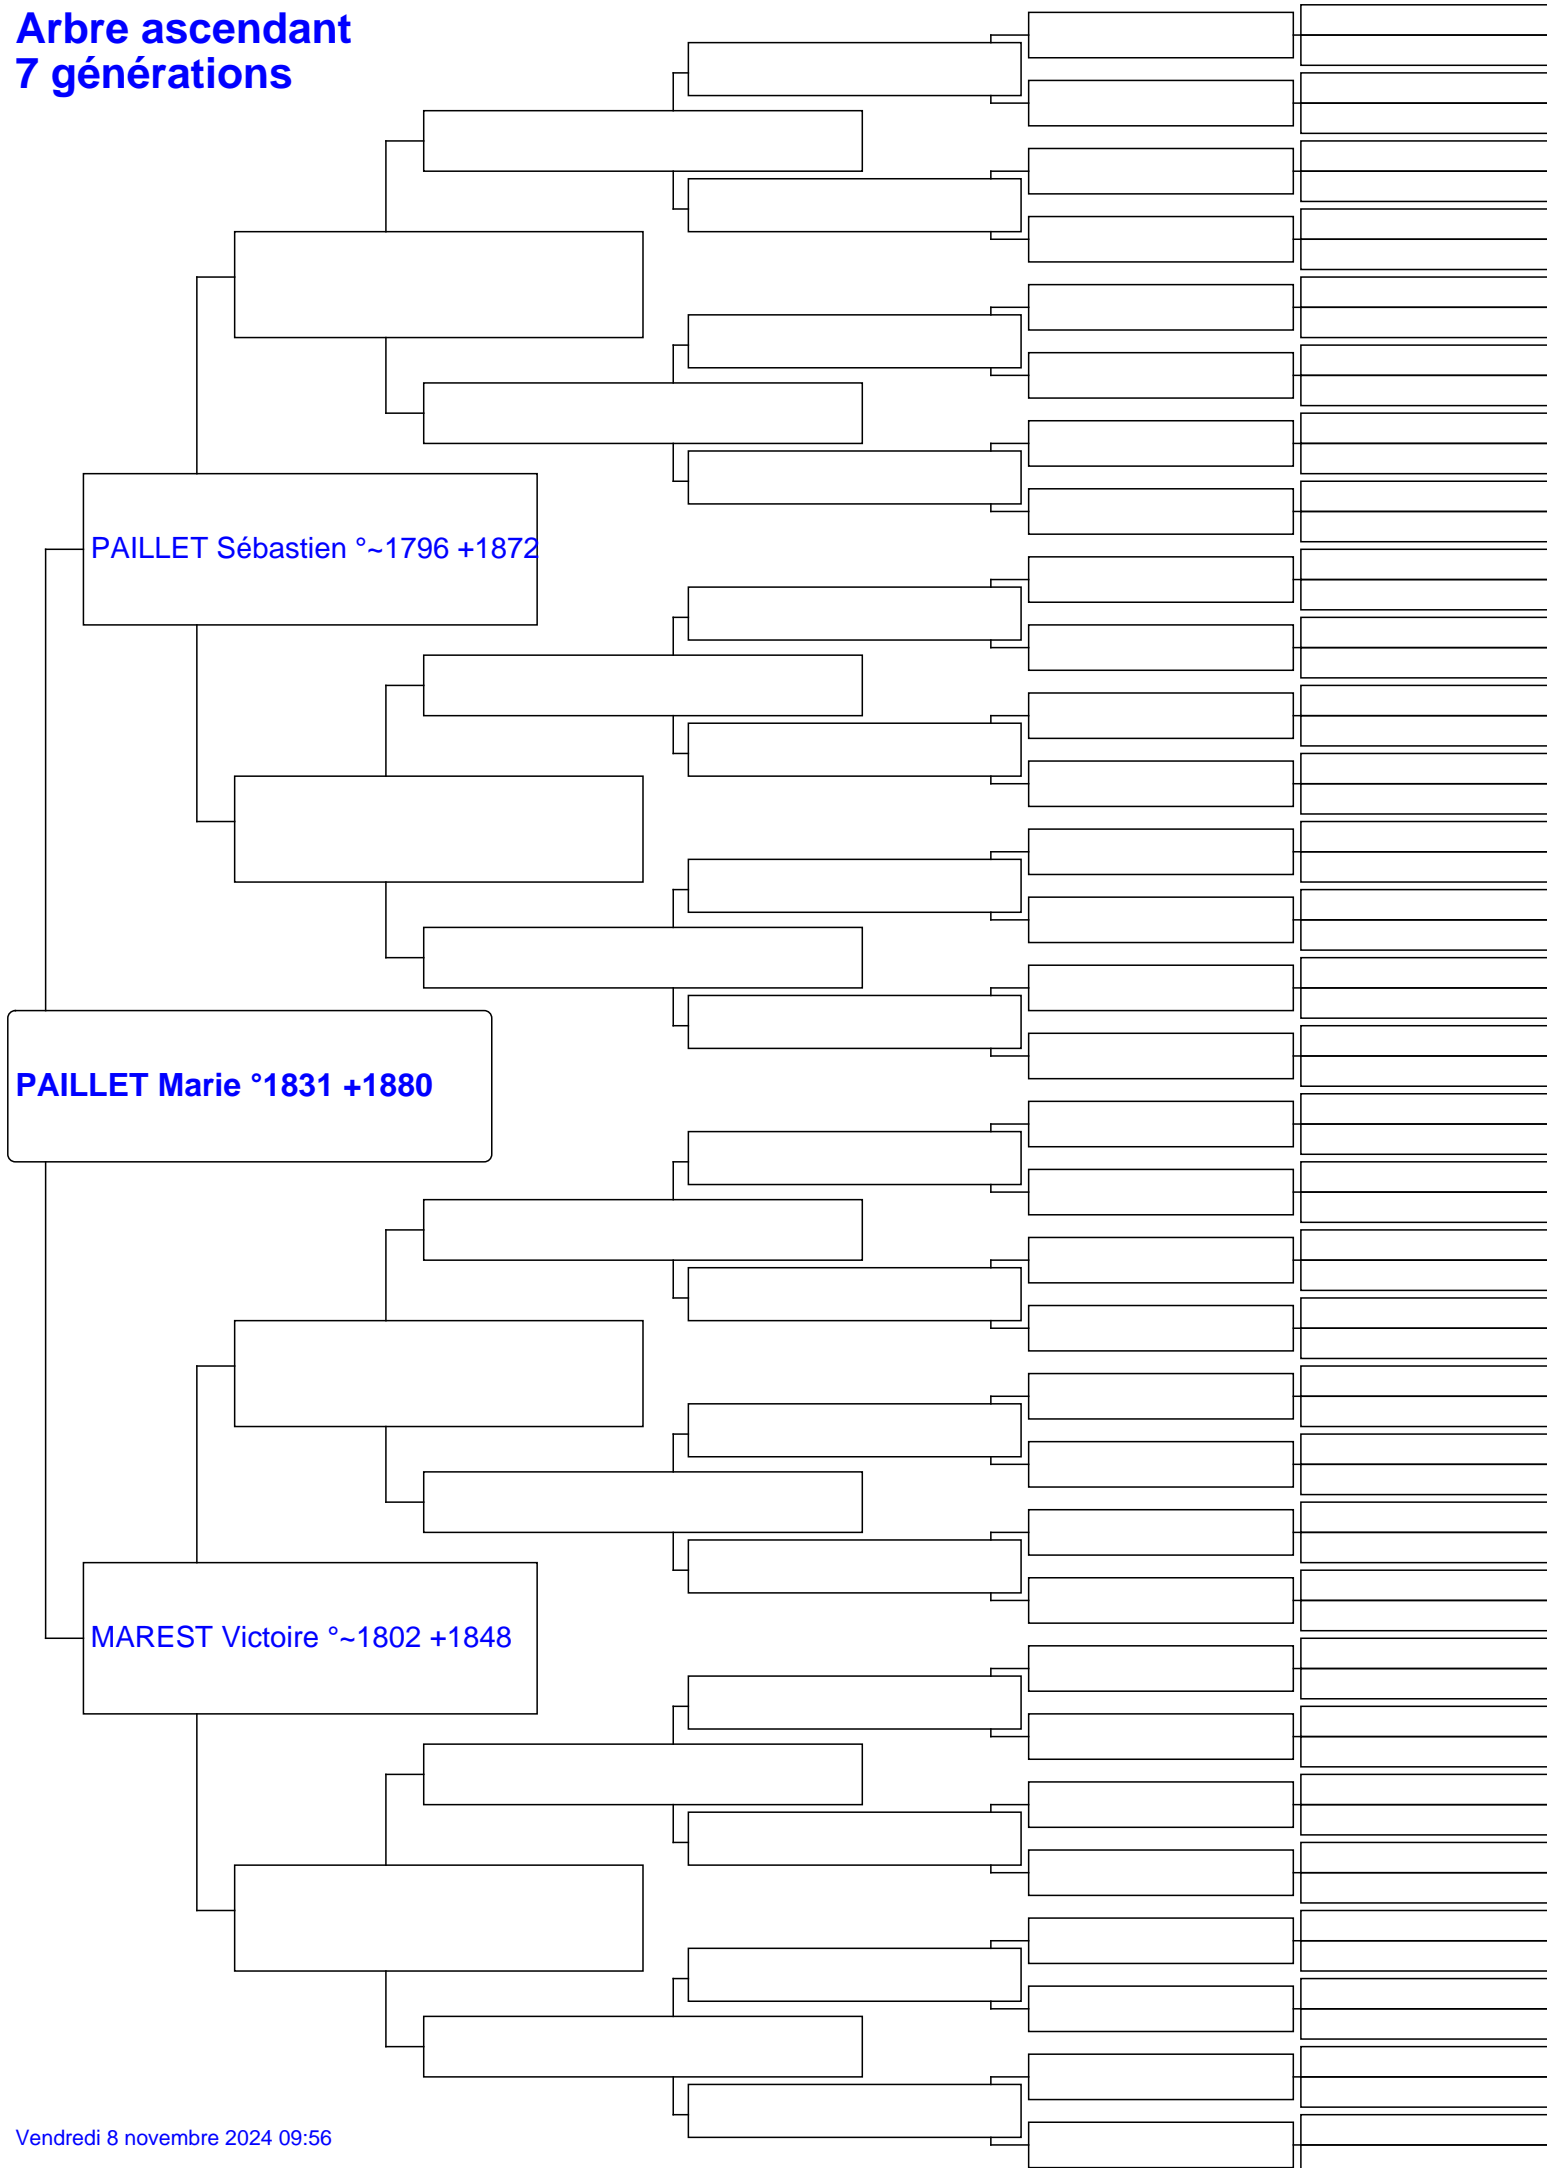 Arbre ascendant
7 générations
PAILLET Sébastien °~1796 +1872
PAILLET Marie °1831 +1880
MAREST Victoire °~1802 +1848
Vendredi 8 novembre 2024 09:56